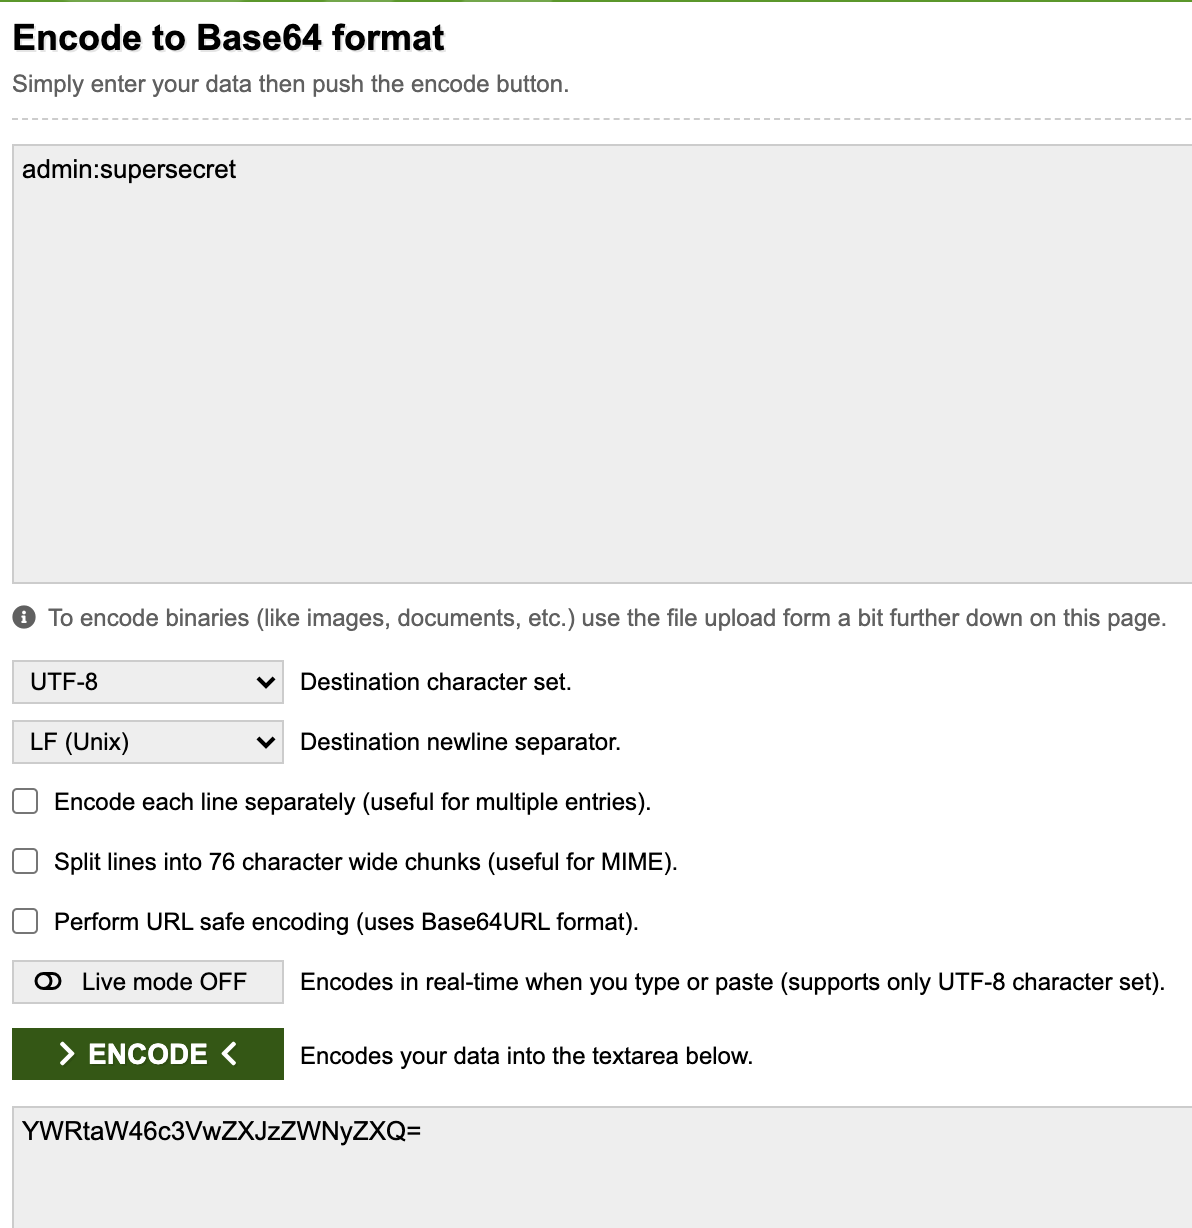 Encode to Base64 format
Simply enter your data then push the encode button.
admin:supersecret
To encode binaries (like images, documents, etc.) use the file upload form a bit further down on this page.
UTF-8 Destination character set.
LF (Unix) Destination newline separator.
Encode each line separately (useful for multiple entries).
Split lines into 76 character wide chunks (useful for MIME).
Perform URL safe encoding (uses Base64URL format).
Live mode OFF Encodes in real-time when you type or paste (supports only UTF-8 character set).
> ENCODE < Encodes your data into the textarea below.
YWRtaW46c3VwZXJzZWNyZXQ=